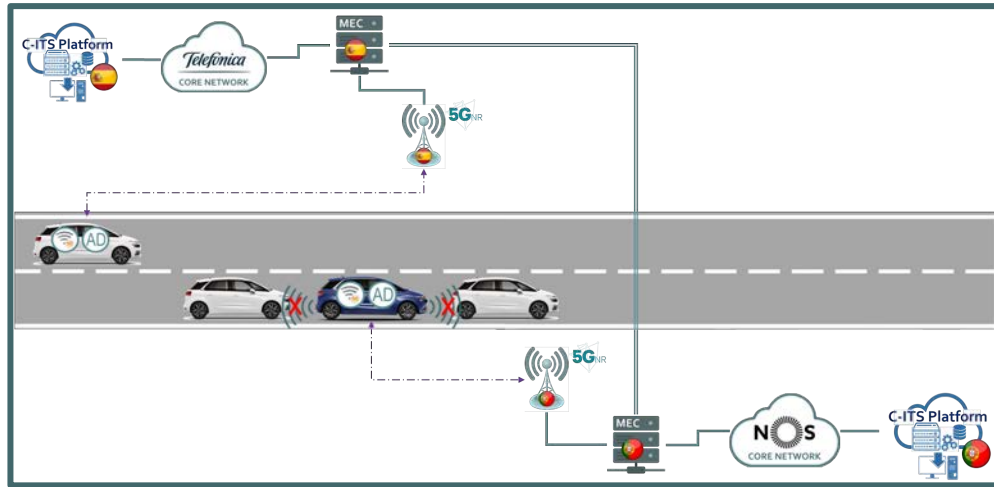 MEC
C-ITS Platform
Telefónica
CORE NETWORK
5G NR
AD
AD
5G NR
MEC
NOS
CORE NETWORK
C-ITS Platform